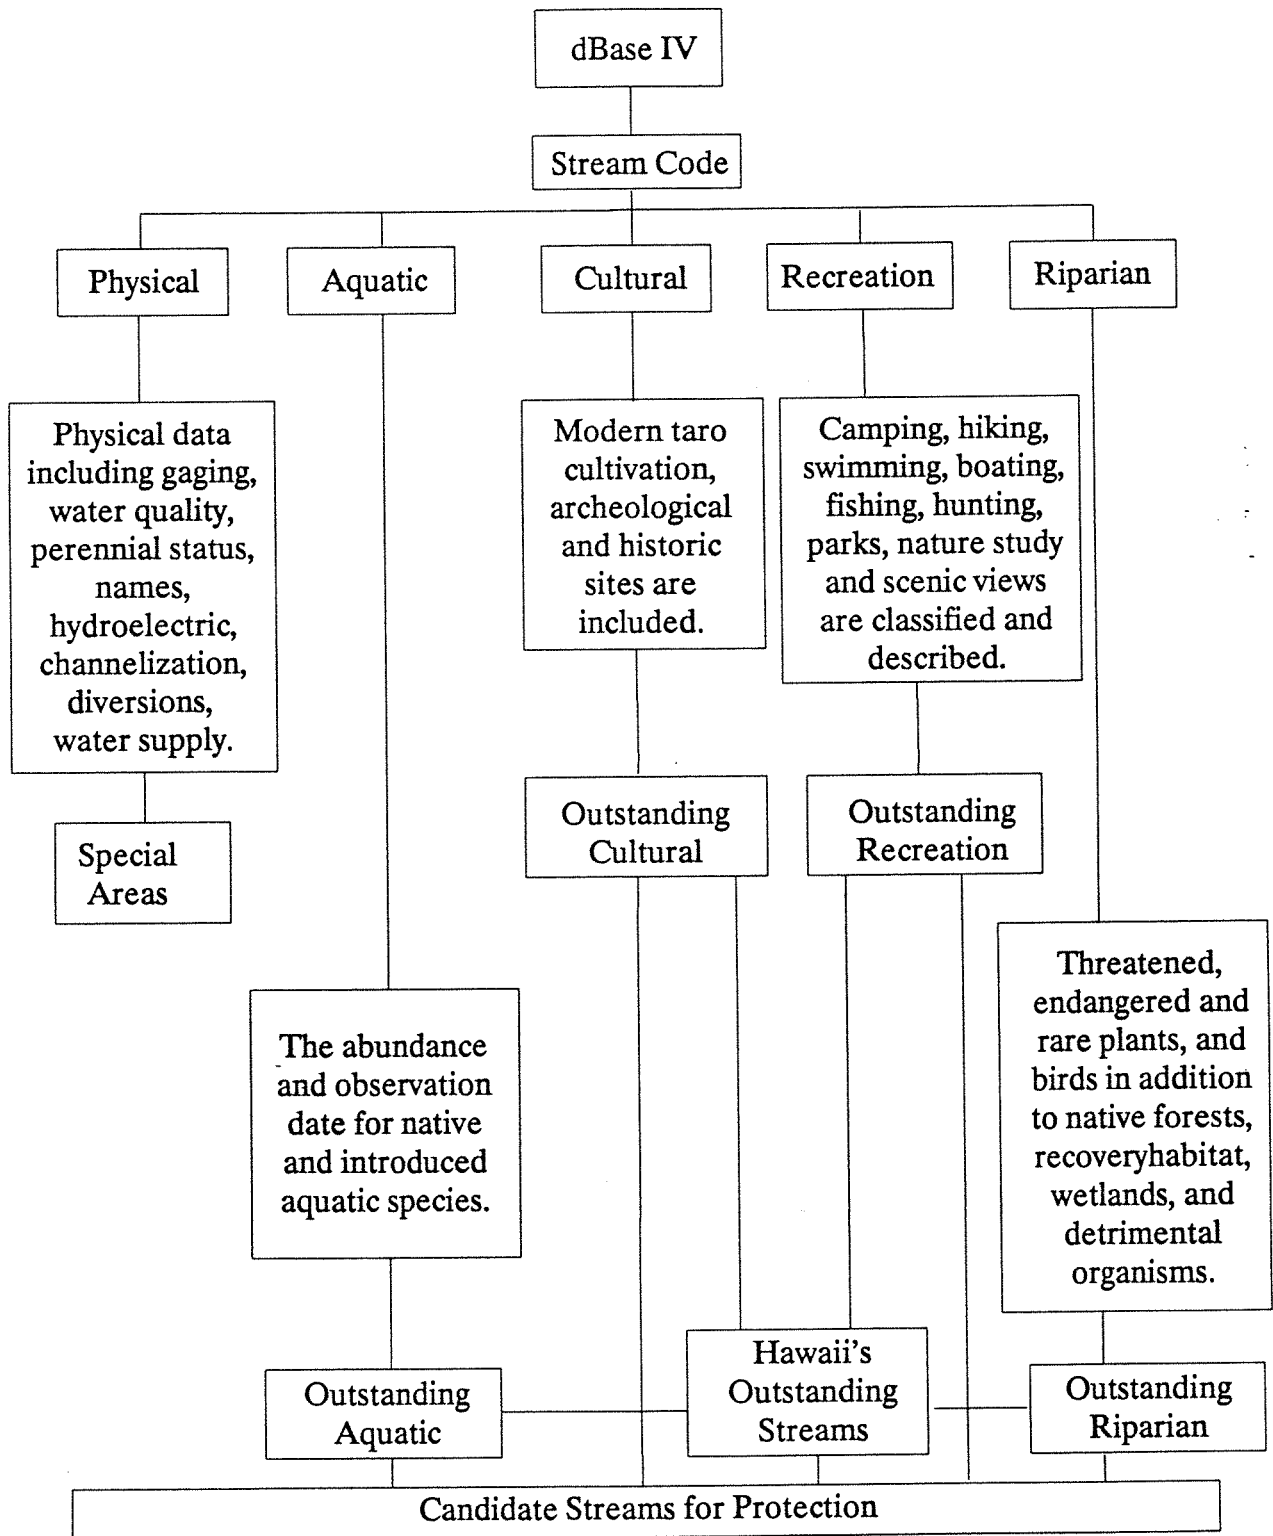 dBase IV
Stream Code
Physical
Aquatic
Cultural
Recreation
Riparian
Physical data
including gaging,
water quality,
perennial status,
names,
hydroelectric,
channelization,
diversions,
water supply.
Modern taro
cultivation,
archeological
and historic
sites are
included.
Camping, hiking,
swimming, boating,
fishing, hunting,
parks, nature study
and scenic views
are classified and
described.
Outstanding
Cultural
Outstanding
Recreation
Special
Areas
The abundance
and observation
date for native
and introduced
aquatic species.
Threatened,
endangered and
rare plants, and
birds in addition
to native forests,
recoveryhabitat,
wetlands, and
detrimental
organisms.
Outstanding
Aquatic
Hawaii's
Outstanding
Streams
Outstanding
Riparian
Candidate Streams for Protection